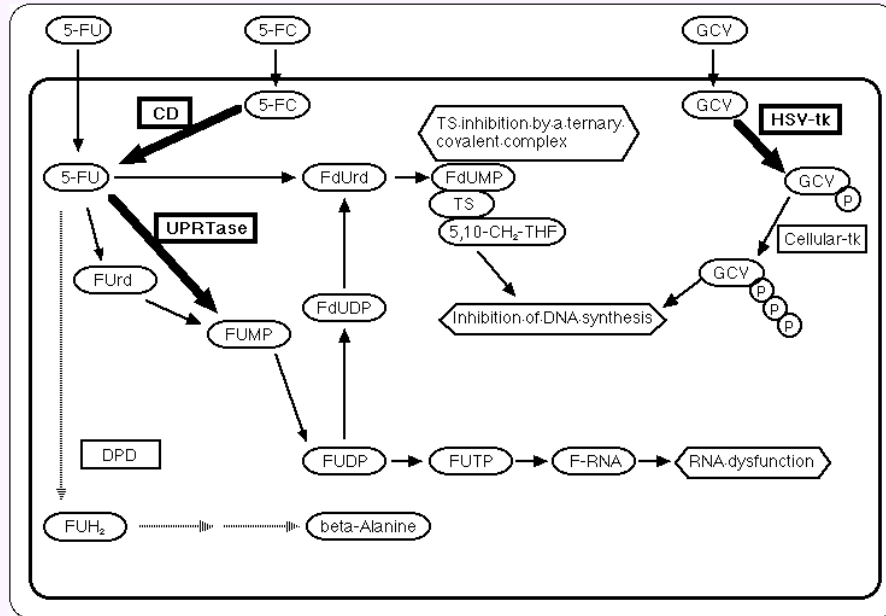 5-FU
5-FC
GCV
5-FC
GCV
CD
HSV-tk
TS inhibition by a ternary
covalent complex
5-FU
FdUrd
FdUMP
GCV
P
TS
UPRTase
5,10-CH₂-THF
Cellular-tk
FUrd
GCV
P
P
P
FdUDP
FUMP
Inhibition of DNA synthesis
DPD
FUDP
FUTP
F-RNA
RNA dysfunction
FUH₂
beta-Alanine